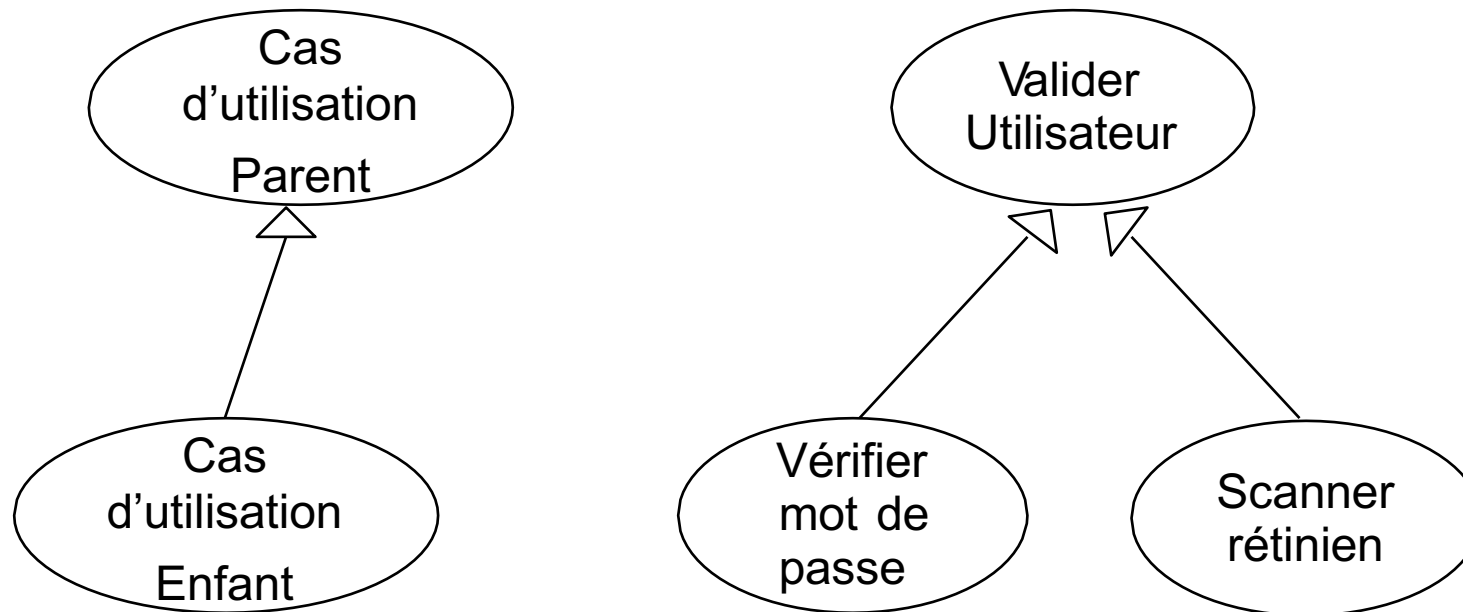 Cas
d’utilisation
Parent
Valider
Utilisateur
Cas
d’utilisation
Enfant
Vérifier
mot de
passe
Scanner
rétinien